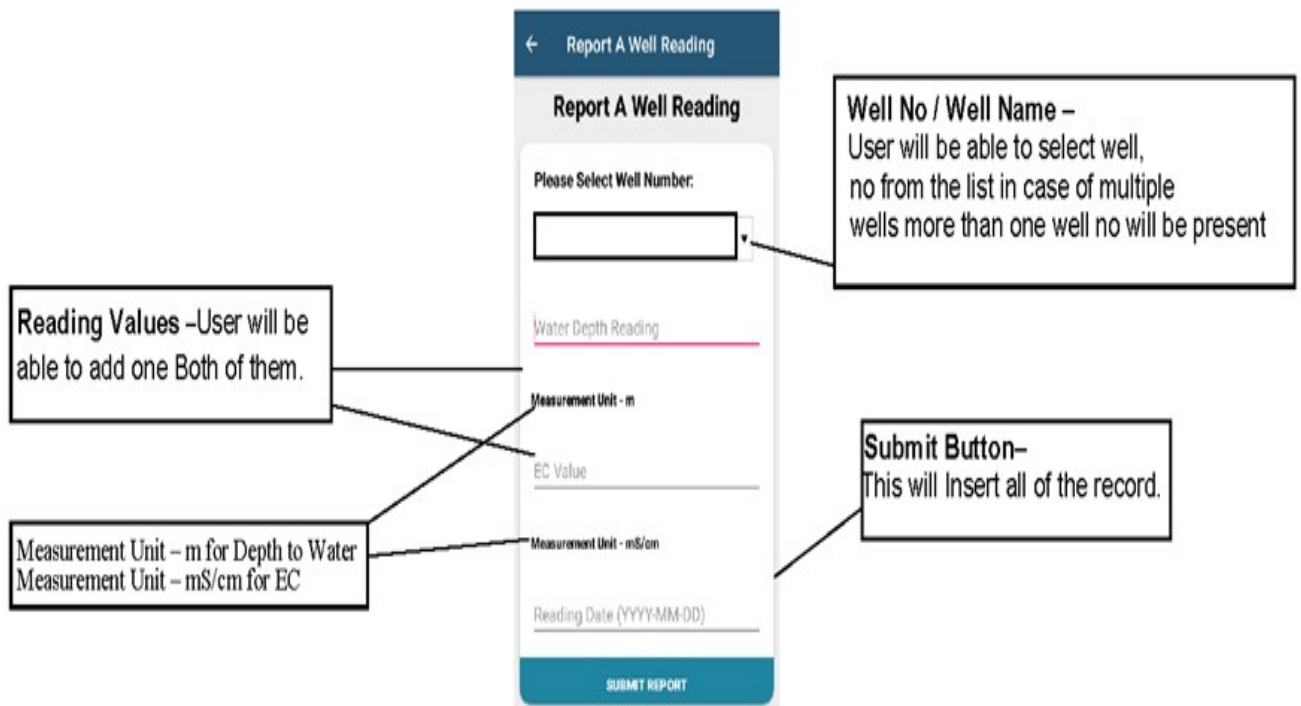 ← Report A Well Reading
Report A Well Reading
Please Select Well Number:
Water Depth Reading
Measurement Unit - m
EC Value
Measurement Unit - mS/cm
Reading Date (YYYY-MM-DD)
SUBMIT REPORT
Well No / Well Name –
User will be able to select well,
no from the list in case of multiple
wells more than one well no will be present
Reading Values –User will be
able to add one Both of them.
Measurement Unit – m for Depth to Water
Measurement Unit – mS/cm for EC
Submit Button–
This will Insert all of the record.